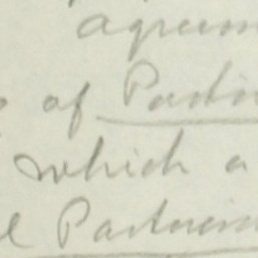 agreem
of Partn
which a
Partners